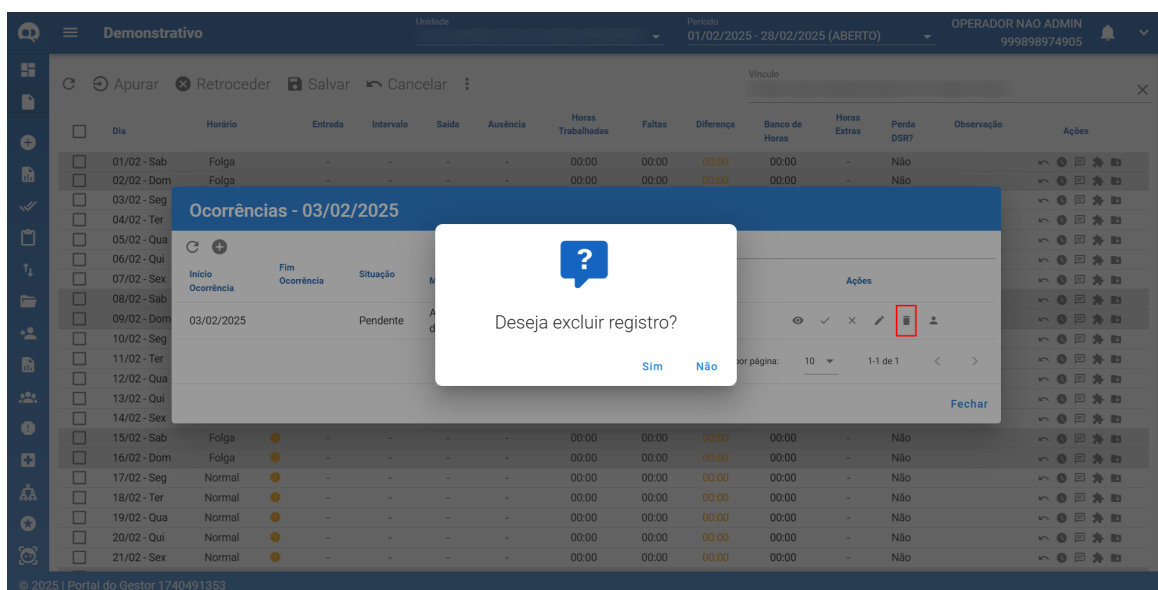 Demonstrativo
Unidade
Período
01/02/2025 - 28/02/2025 (ABERTO)
OPERADOR NAO ADMIN
999898974905
Apurar
Retroceder
Salvar
Cancelar
Vínculo
Dia
Horário
Entrada
Intervalo
Saída
Ausência
Horas Trabalhadas
Faltas
Diferença
Banco de Horas
Horas Extras
Perda DSR?
Observação
Ações
01/02 - Sab Folga - - - - 00:00 00:00 00:00 00:00 - Não
02/02 - Dom Folga - - - - 00:00 00:00 00:00 00:00 - Não
03/02 - Seg
04/02 - Ter
05/02 - Qua
06/02 - Qui
07/02 - Sex
08/02 - Sab
09/02 - Dom
10/02 - Seg
11/02 - Ter
12/02 - Qua
13/02 - Qui
14/02 - Sex
Ocorrências - 03/02/2025
Início Ocorrência
Fim Ocorrência
Situação
Ações
03/02/2025 Pendente
por página: 10 1-1 de 1
Fechar
?
Deseja excluir registro?
Sim Não
15/02 - Sab Folga - - - - 00:00 00:00 00:00 00:00 - Não
16/02 - Dom Folga - - - - 00:00 00:00 00:00 00:00 - Não
17/02 - Seg Normal - - - - 00:00 00:00 00:00 00:00 - Não
18/02 - Ter Normal - - - - 00:00 00:00 00:00 00:00 - Não
19/02 - Qua Normal - - - - 00:00 00:00 00:00 00:00 - Não
20/02 - Qui Normal - - - - 00:00 00:00 00:00 00:00 - Não
21/02 - Sex Normal - - - - 00:00 00:00 00:00 00:00 - Não
© 2025 | Portal do Gestor 1740491353